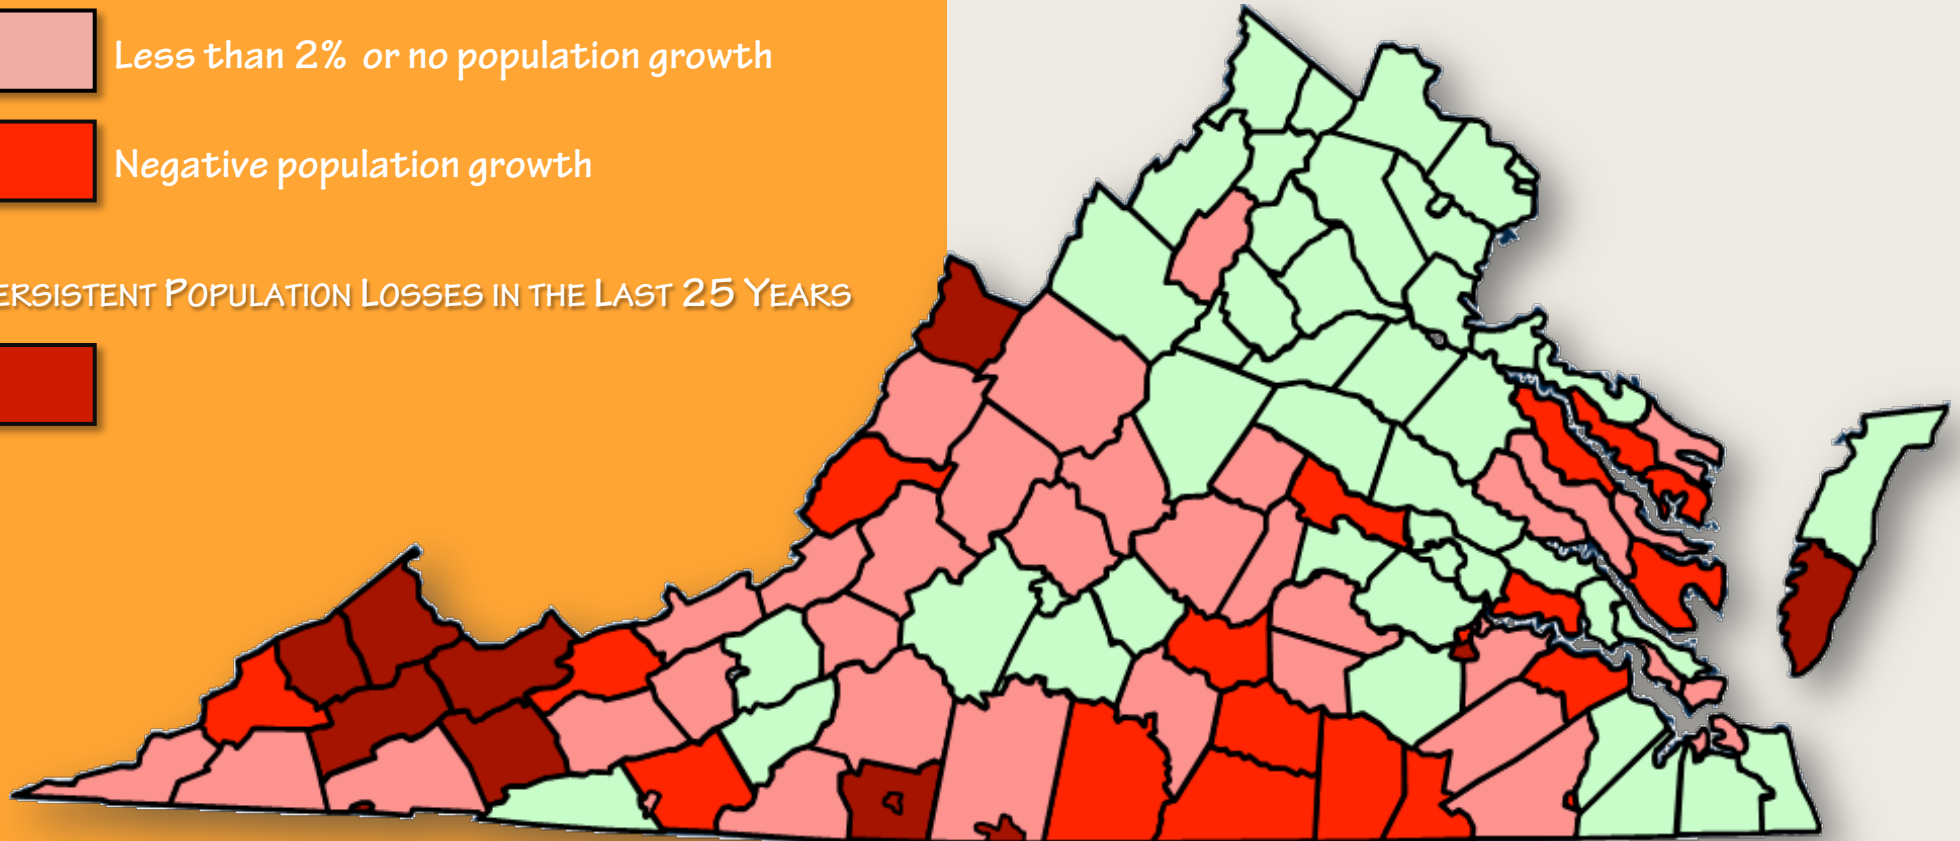 Less than 2% or no population growth
Negative population growth
ERSISTENT POPULATION LOSSES IN THE LAST 25 YEARS